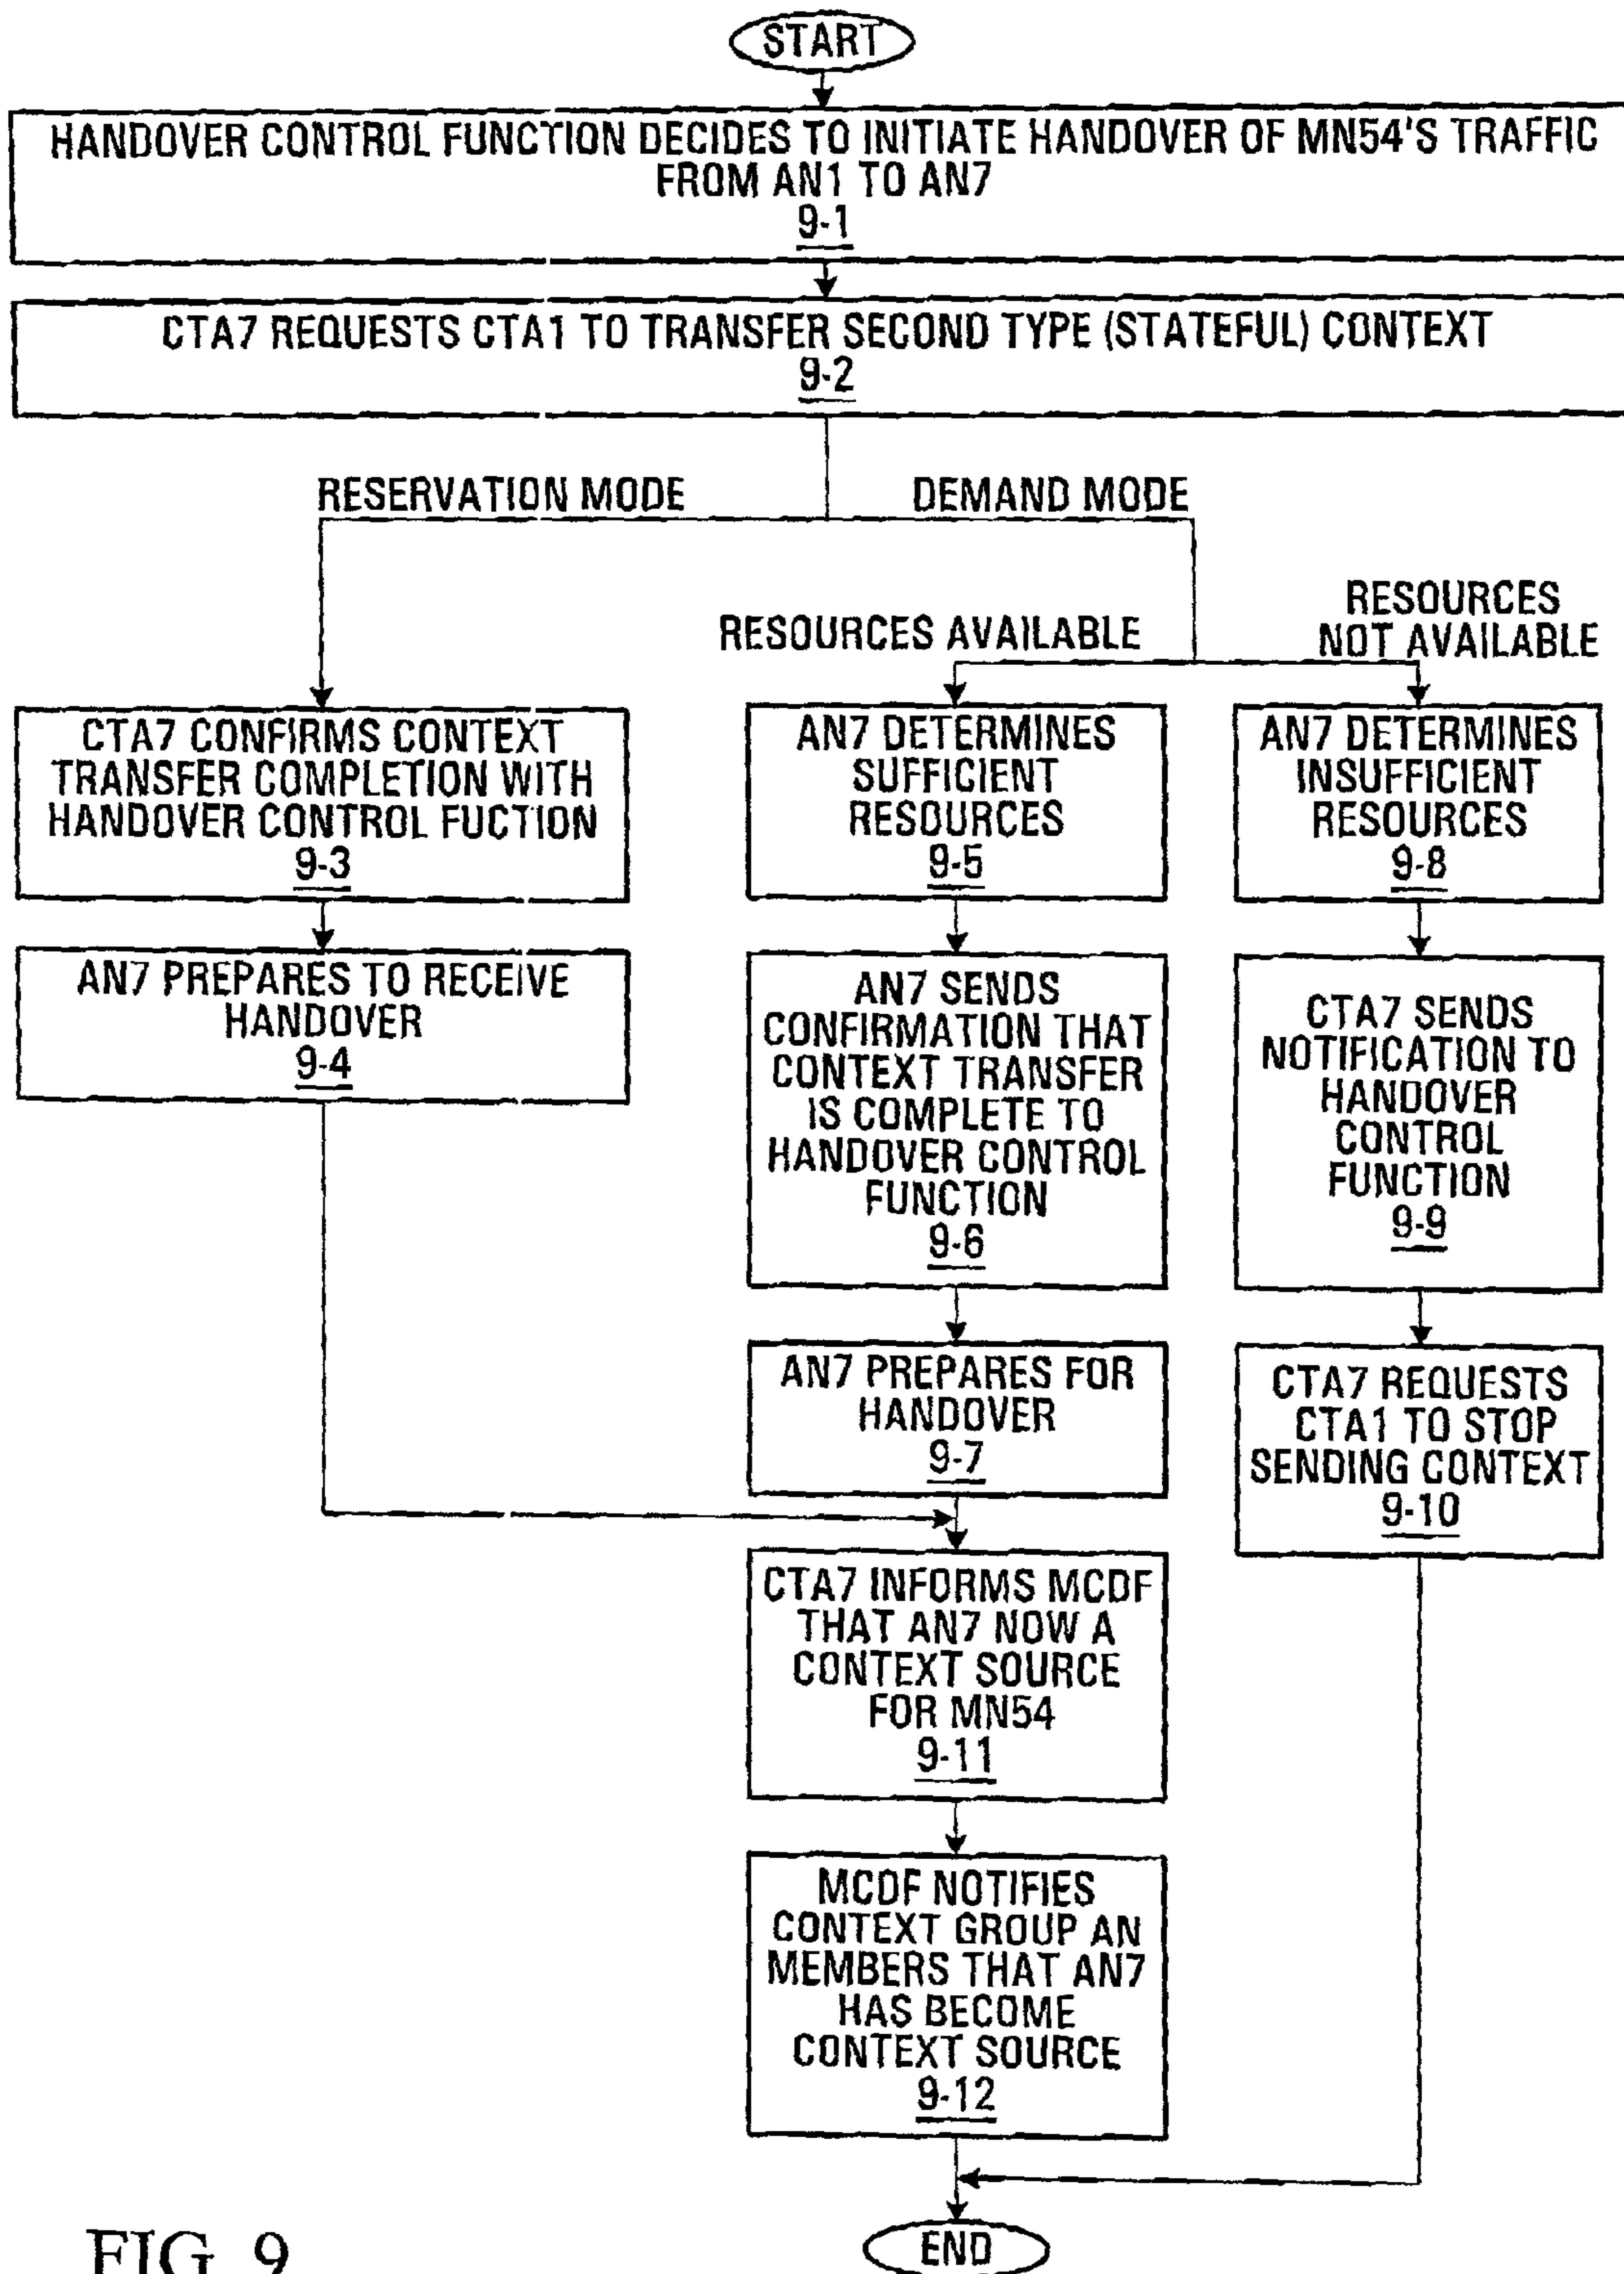 START
HANDOVER CONTROL FUNCTION DECIDES TO INITIATE HANDOVER OF MN54'S TRAFFIC
FROM AN1 TO AN7
9-1
CTA7 REQUESTS CTA1 TO TRANSFER SECOND TYPE (STATEFUL) CONTEXT
9-2
RESERVATION MODE
DEMAND MODE
RESOURCES AVAILABLE
RESOURCES
NOT AVAILABLE
CTA7 CONFIRMS CONTEXT
TRANSFER COMPLETION WITH
HANDOVER CONTROL FUCTION
9-3
AN7 PREPARES TO RECEIVE
HANDOVER
9-4
AN7 DETERMINES
SUFFICIENT
RESOURCES
9-5
AN7 SENDS
CONFIRMATION THAT
CONTEXT TRANSFER
IS COMPLETE TO
HANDOVER CONTROL
FUNCTION
9-6
AN7 PREPARES FOR
HANDOVER
9-7
AN7 DETERMINES
INSUFFICIENT
RESOURCES
9-8
CTA7 SENDS
NOTIFICATION TO
HANDOVER
CONTROL
FUNCTION
9-9
CTA7 REQUESTS
CTA1 TO STOP
SENDING CONTEXT
9-10
CTA7 INFORMS MCDF
THAT AN7 NOW A
CONTEXT SOURCE
FOR MN54
9-11
MCDF NOTIFIES
CONTEXT GROUP AN
MEMBERS THAT AN7
HAS BECOME
CONTEXT SOURCE
9-12
END
FIG. 9